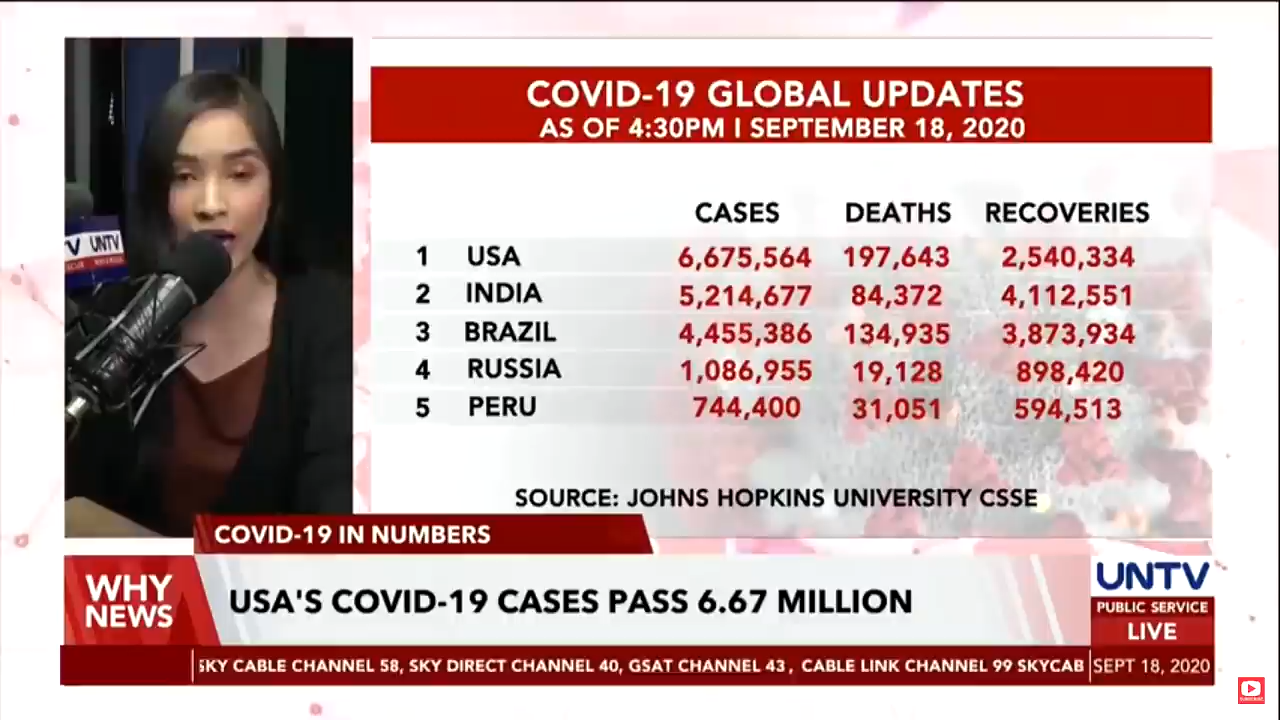 COVID-19 GLOBAL UPDATES
AS OF 4:30PM I SEPTEMBER 18, 2020
CASES DEATHS RECOVERIES
1 USA 6,675,564 197,643 2,540,334
2 INDIA 5,214,677 84,372 4,112,551
3 BRAZIL 4,455,386 134,935 3,873,934
4 RUSSIA 1,086,955 19,128 898,420
5 PERU 744,400 31,051 594,513
SOURCE: JOHNS HOPKINS UNIVERSITY CSSE
UNTV
COVID-19 IN NUMBERS
WHY
NEWS
USA'S COVID-19 CASES PASS 6.67 MILLION
UNTV
PUBLIC SERVICE
LIVE
SKY CABLE CHANNEL 58, SKY DIRECT CHANNEL 40, GSAT CHANNEL 43, CABLE LINK CHANNEL 99 SKYCAB
SEPT 18, 2020
SUBSCRIBE